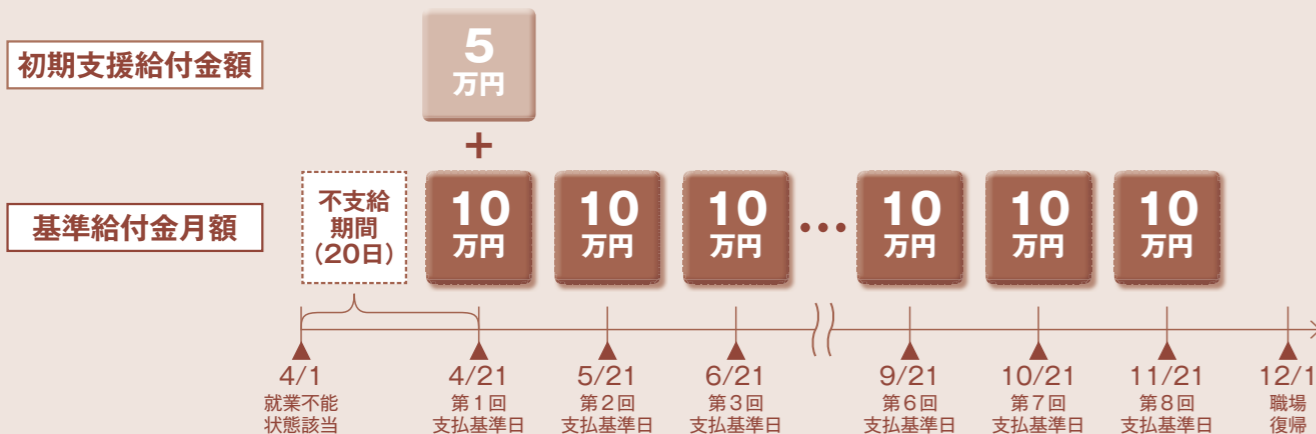 初期支援給付金額
5
万円
+
基準給付金月額
不支給
期間
(20日)
10
万円
10
万円
10
万円
•••
10
万円
10
万円
10
万円
4/1
就業不能
状態該当
4/21
第1回
支払基準日
5/21
第2回
支払基準日
6/21
第3回
支払基準日
9/21
第6回
支払基準日
10/21
第7回
支払基準日
11/21
第8回
支払基準日
12/1
職場
復帰